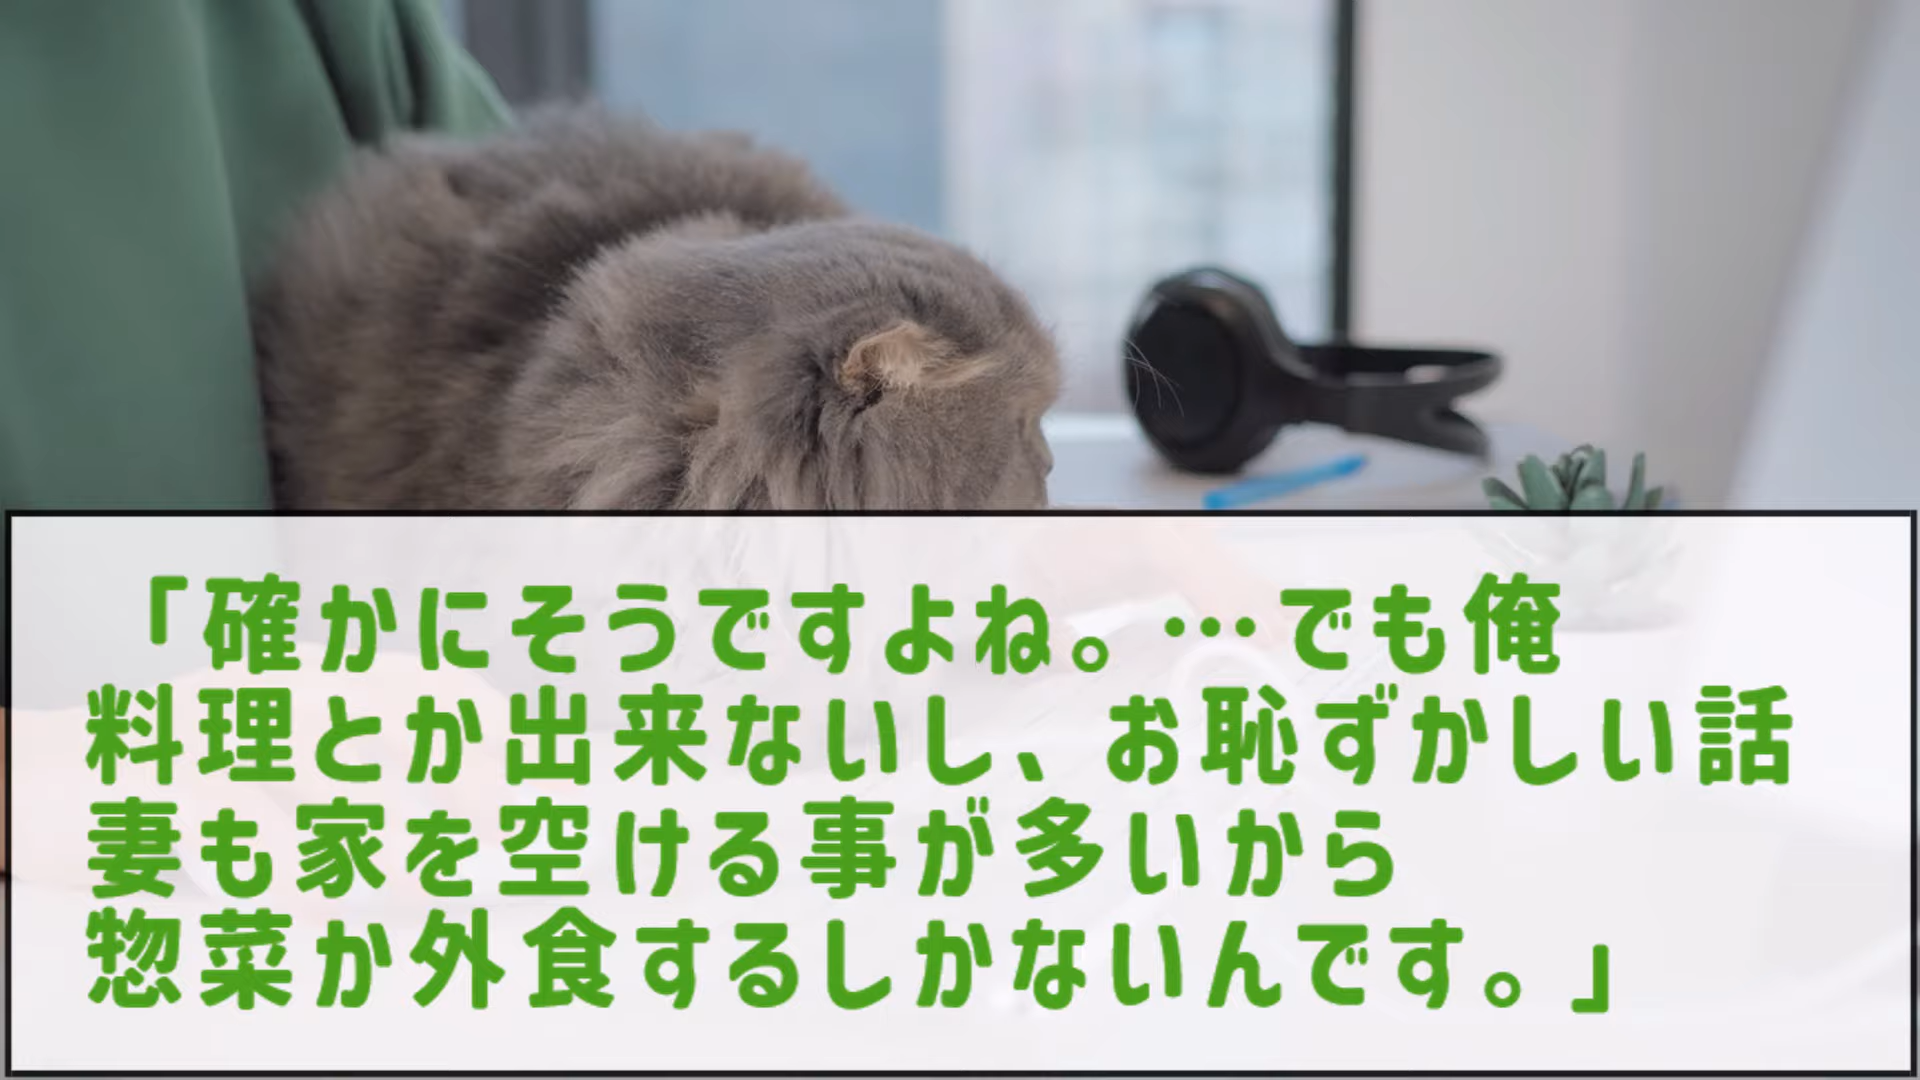 「確かにそうですよね。…でも俺
料理とか出来ないし、お恥ずかしい話
妻も家を空ける事が多いから
惣菜か外食するしかないんです。」